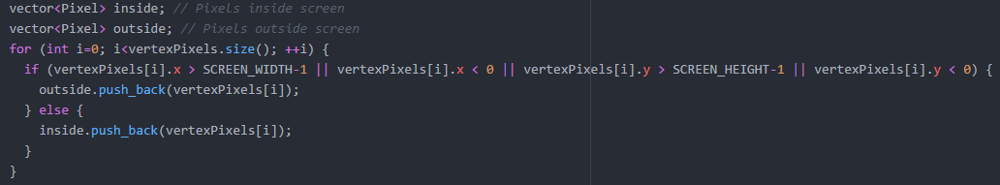 vector<Pixel> inside; // Pixels inside screen
vector<Pixel> outside; // Pixels outside screen
for (int i=0; i<vertexPixels.size(); ++i) {
  if (vertexPixels[i].x > SCREEN_WIDTH-1 || vertexPixels[i].x < 0 || vertexPixels[i].y > SCREEN_HEIGHT-1 || vertexPixels[i].y < 0) {
    outside.push_back(vertexPixels[i]);
  } else {
    inside.push_back(vertexPixels[i]);
  }
}